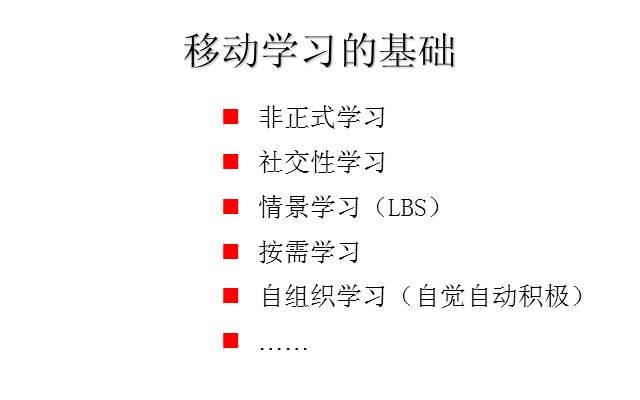 移动学习的基础
■ 非正式学习
■ 社交性学习
■ 情景学习（LBS）
■ 按需学习
■ 自组织学习（自觉自动积极）
■ ……